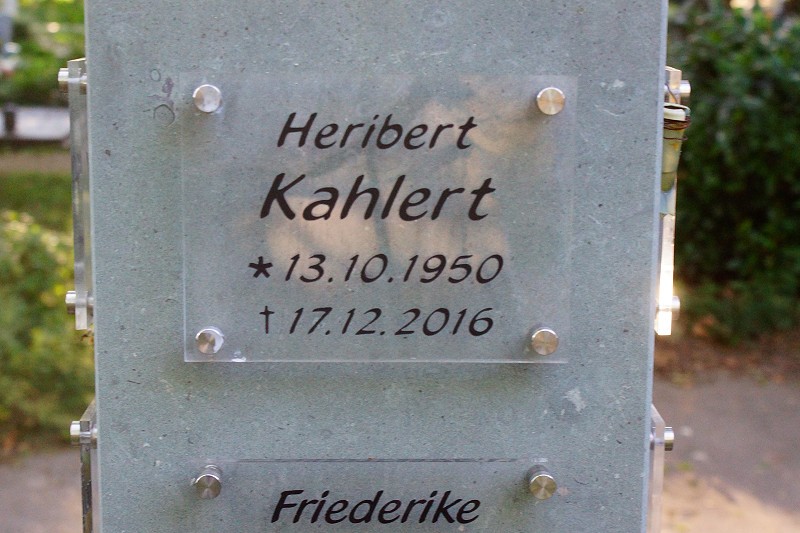 Heribert
Kahlert
* 13.10.1950
† 17.12.2016
Friederike